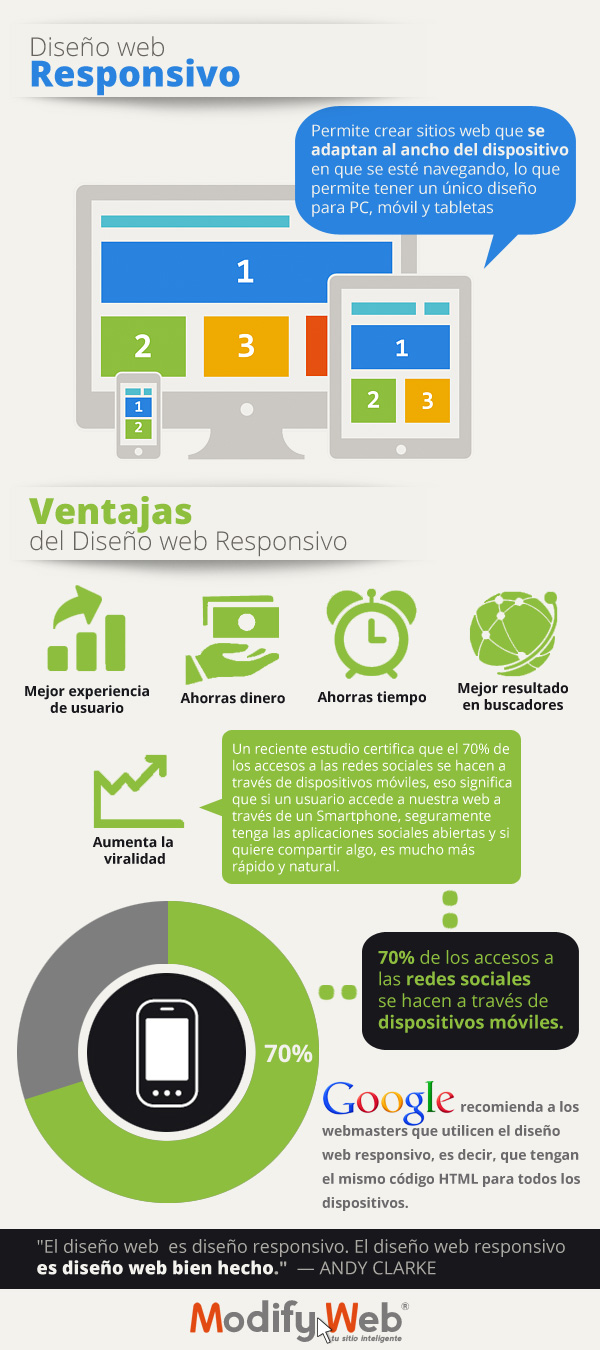 Diseño web
Responsivo
Permite crear sitios web que se
adaptan al ancho del dispositivo
en que se esté navegando, lo que
permite tener un único diseño
para PC, móvil y tabletas
1
2
3
1
2
3
1
2
Ventajas
del Diseño web Responsivo
Mejor experiencia
de usuario
Ahorras dinero
Ahorras tiempo
Mejor resultado
en buscadores
Aumenta la
viralidad
Un reciente estudio certifica que el 70% de
los accesos a las redes sociales se hacen a
través de dispositivos móviles, eso significa
que si un usuario accede a nuestra web a
través de un Smartphone, seguramente
tenga las aplicaciones sociales abiertas y si
quiere compartir algo, es mucho más
rápido y natural.
70% de los accesos a
las redes sociales
se hacen a través de
dispositivos móviles.
70%
Google recomienda a los
webmasters que utilicen el diseño
web responsivo, es decir, que tengan
el mismo código HTML para todos los
dispositivos.
"El diseño web es diseño responsivo. El diseño web responsivo
es diseño web bien hecho." — ANDY CLARKE
ModifyWeb®
tu sitio inteligente